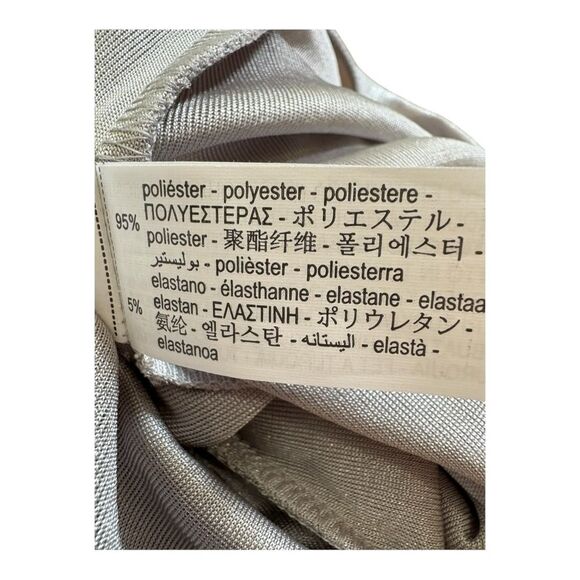 poliéster - polyester - poliestere -
95% ΠΟΛΥΕΣΤΕΡΑΣ - ポリエステル -
poliester - 聚酯纤维 - 폴리에스터 -
بوليستير - polièster - poliesterra
elastano - élasthanne - elastane - elastaa
5% elastan - ΕΛΑΣΤΙΝΗ - ポリウレタン -
氨纶 - 엘라스탄 - اليستانه - elastà -
elastanoa